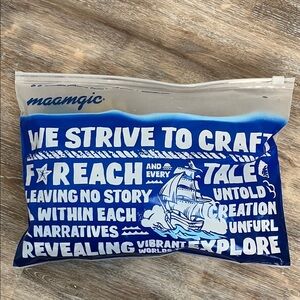 maamgic
WE STRIVE TO CRAFT
F☆R EACH AND EVERY TALE
UNTOLD
LEAVING NO STORY
WITHIN EACH CREATION
NARRATIVES UNFURL
REVEALING VIBRANT WORLDS EXPLORE